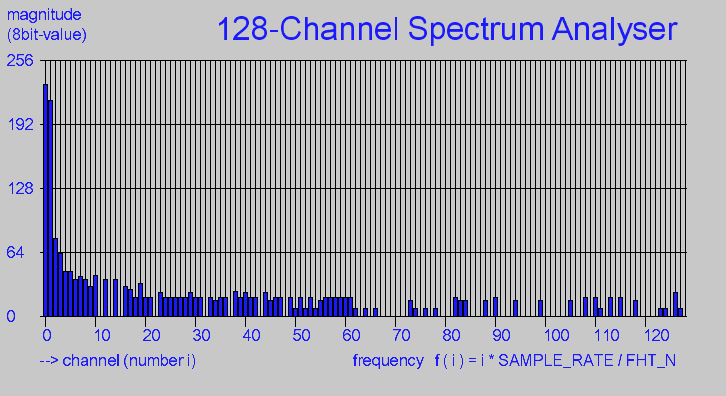 magnitude
(8bit-value)
128-Channel Spectrum Analyser
256
192
128
64
0
0 10 20 30 40 50 60 70 80 90 100 110 120
--> channel (number i)
frequency f ( i ) = i * SAMPLE_RATE / FHT_N